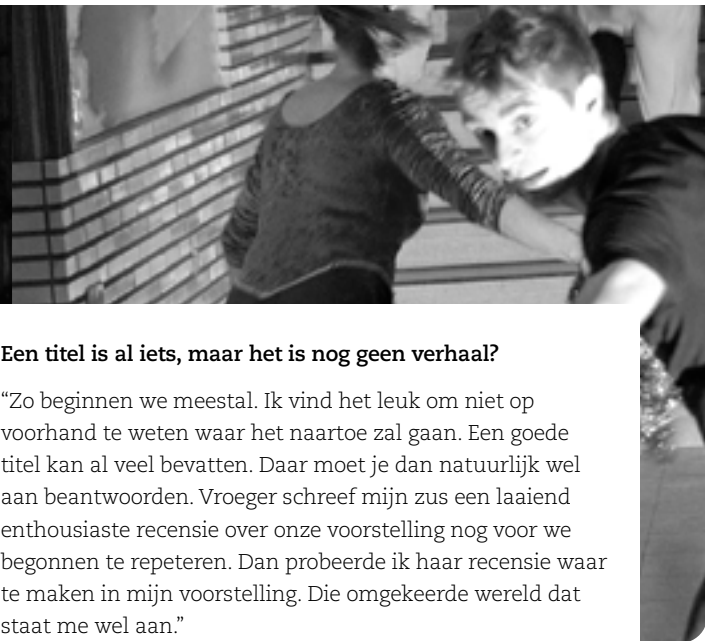 Een titel is al iets, maar het is nog geen verhaal?
“Zo beginnen we meestal. Ik vind het leuk om niet op
voorhand te weten waar het naartoe zal gaan. Een goede
titel kan al veel bevatten. Daar moet je dan natuurlijk wel
aan beantwoorden. Vroeger schreef mijn zus een laaiend
enthousiaste recensie over onze voorstelling nog voor we
begonnen te repeteren. Dan probeerde ik haar recensie waar
te maken in mijn voorstelling. Die omgekeerde wereld dat
staat me wel aan.”